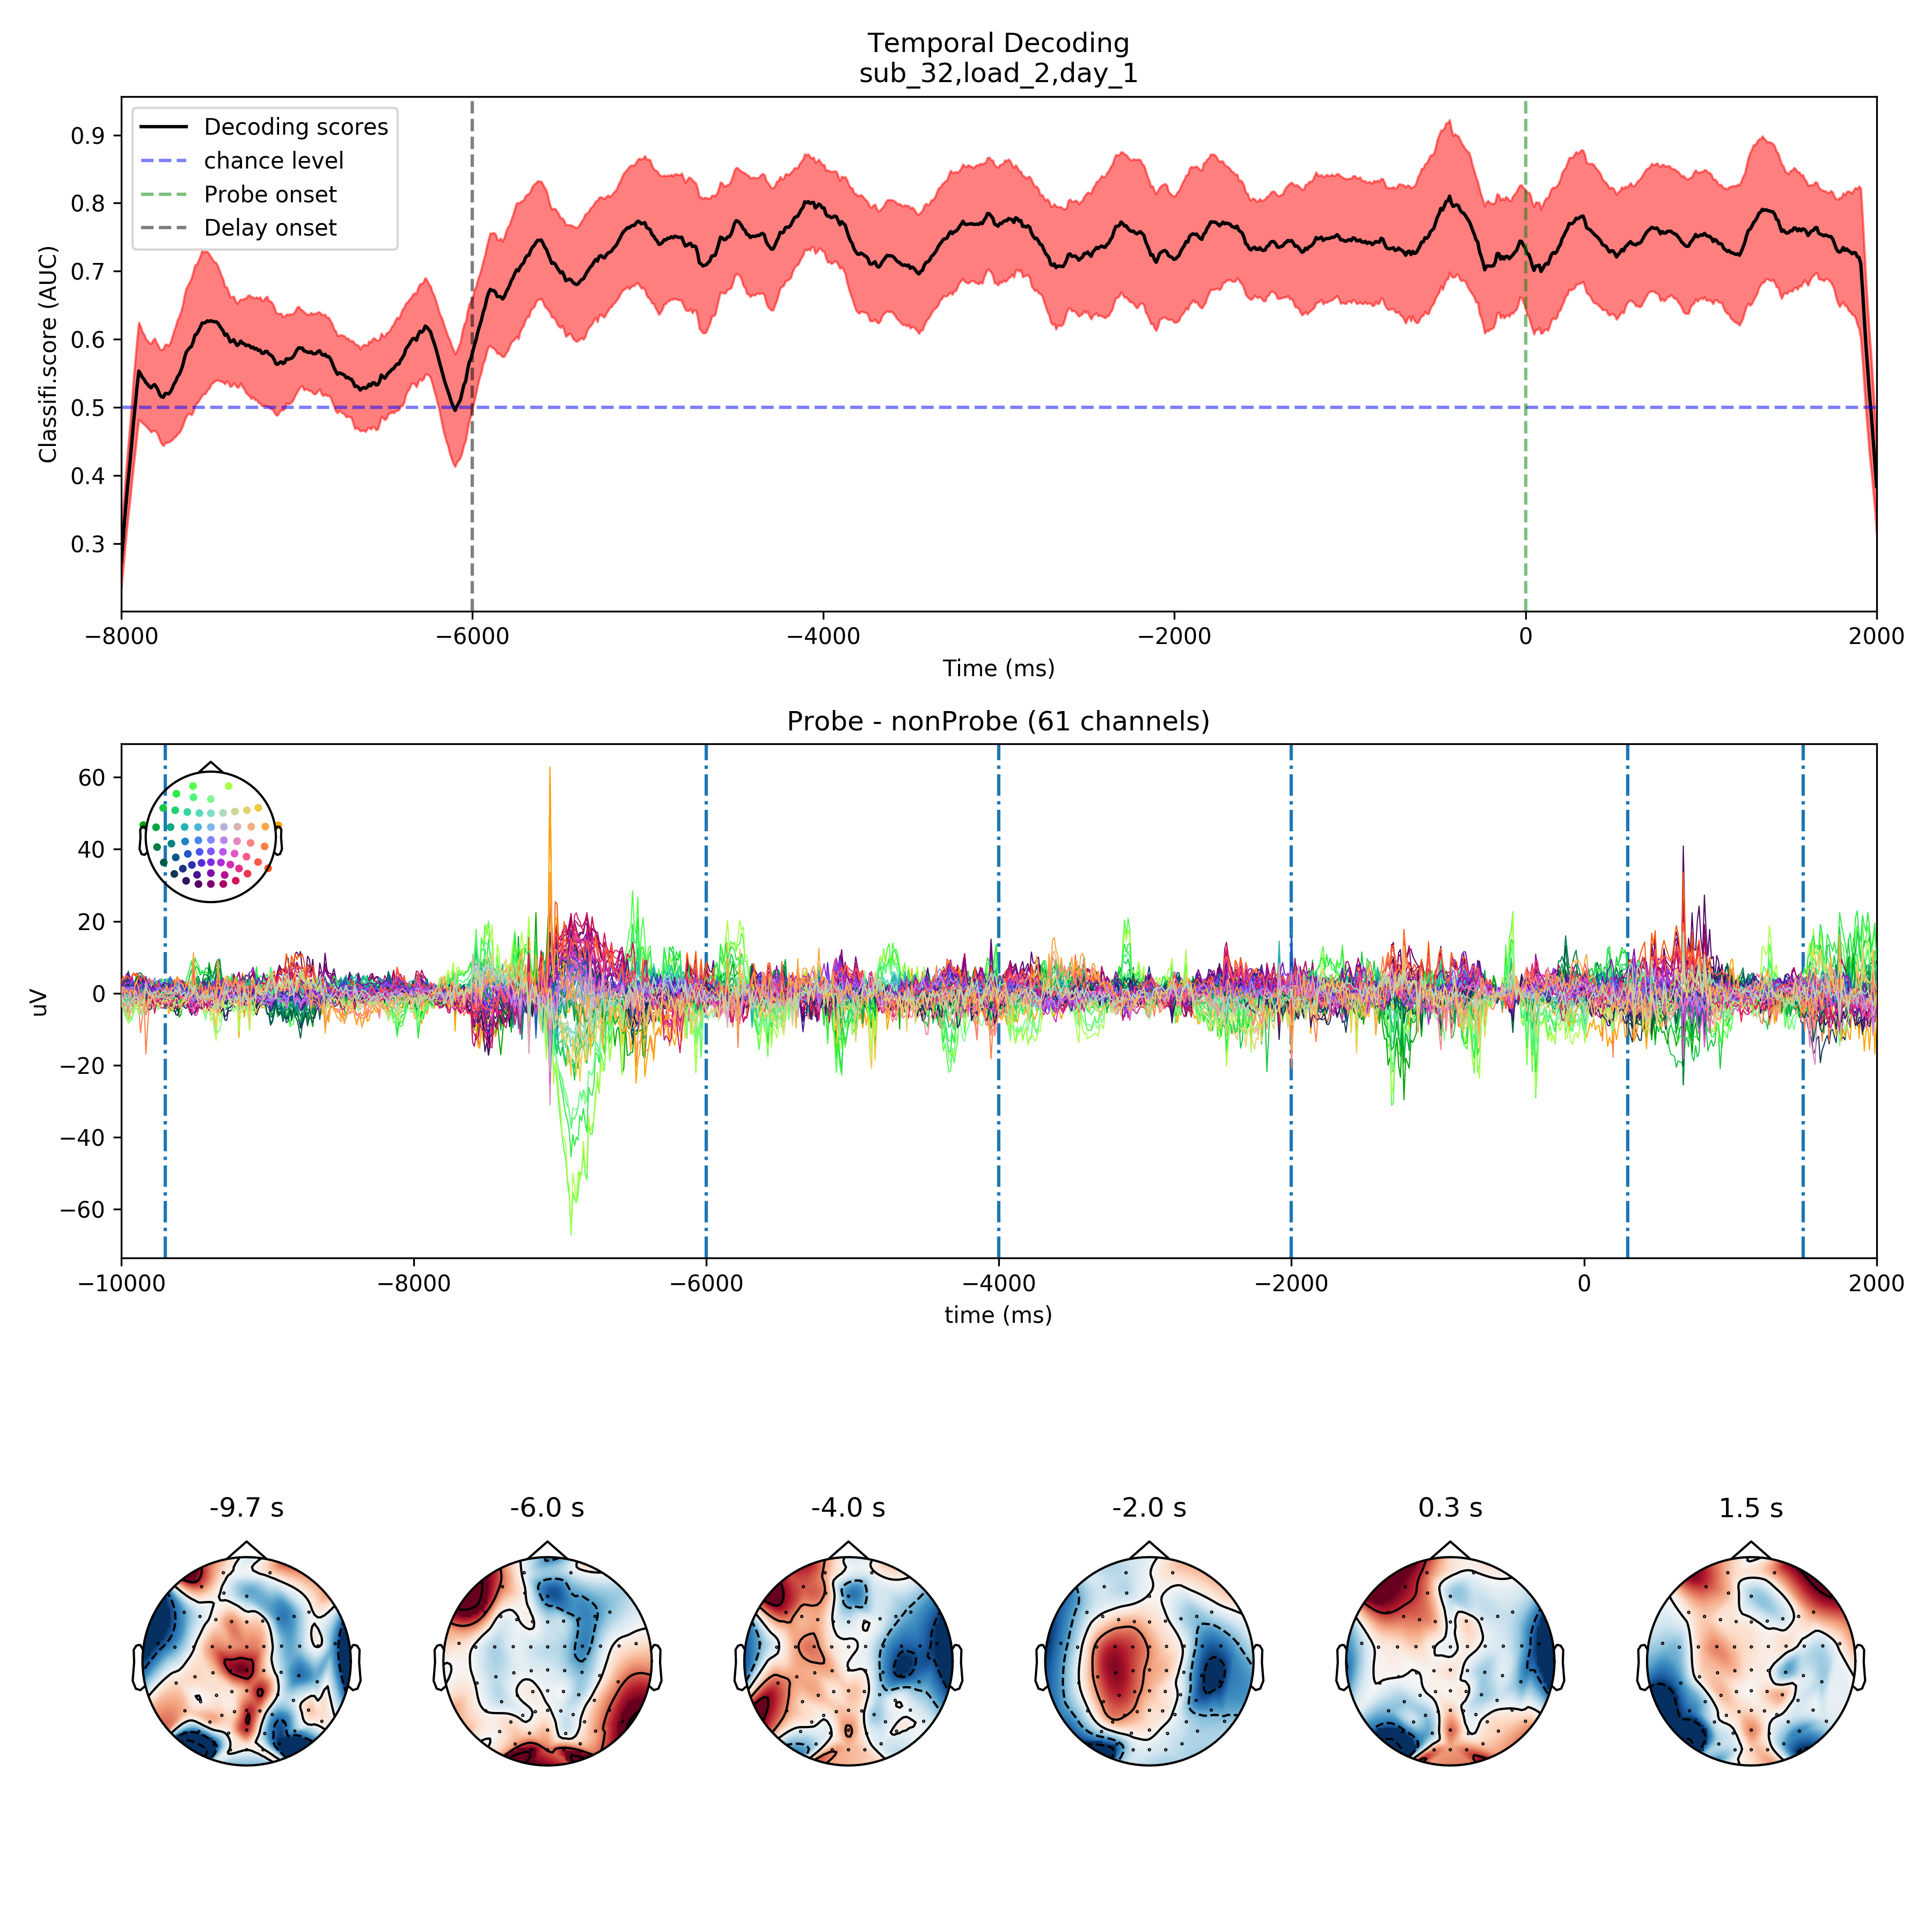 Temporal Decoding
sub_32,load_2,day_1
Decoding scores
chance level
Probe onset
Delay onset
Classifi.score (AUC)
0.9
0.8
0.7
0.6
0.5
0.4
0.3
−8000 −6000 −4000 −2000 0 2000
Time (ms)
Probe - nonProbe (61 channels)
uV
60
40
20
0
−20
−40
−60
−10000 −8000 −6000 −4000 −2000 0 2000
time (ms)
-9.7 s -6.0 s -4.0 s -2.0 s 0.3 s 1.5 s